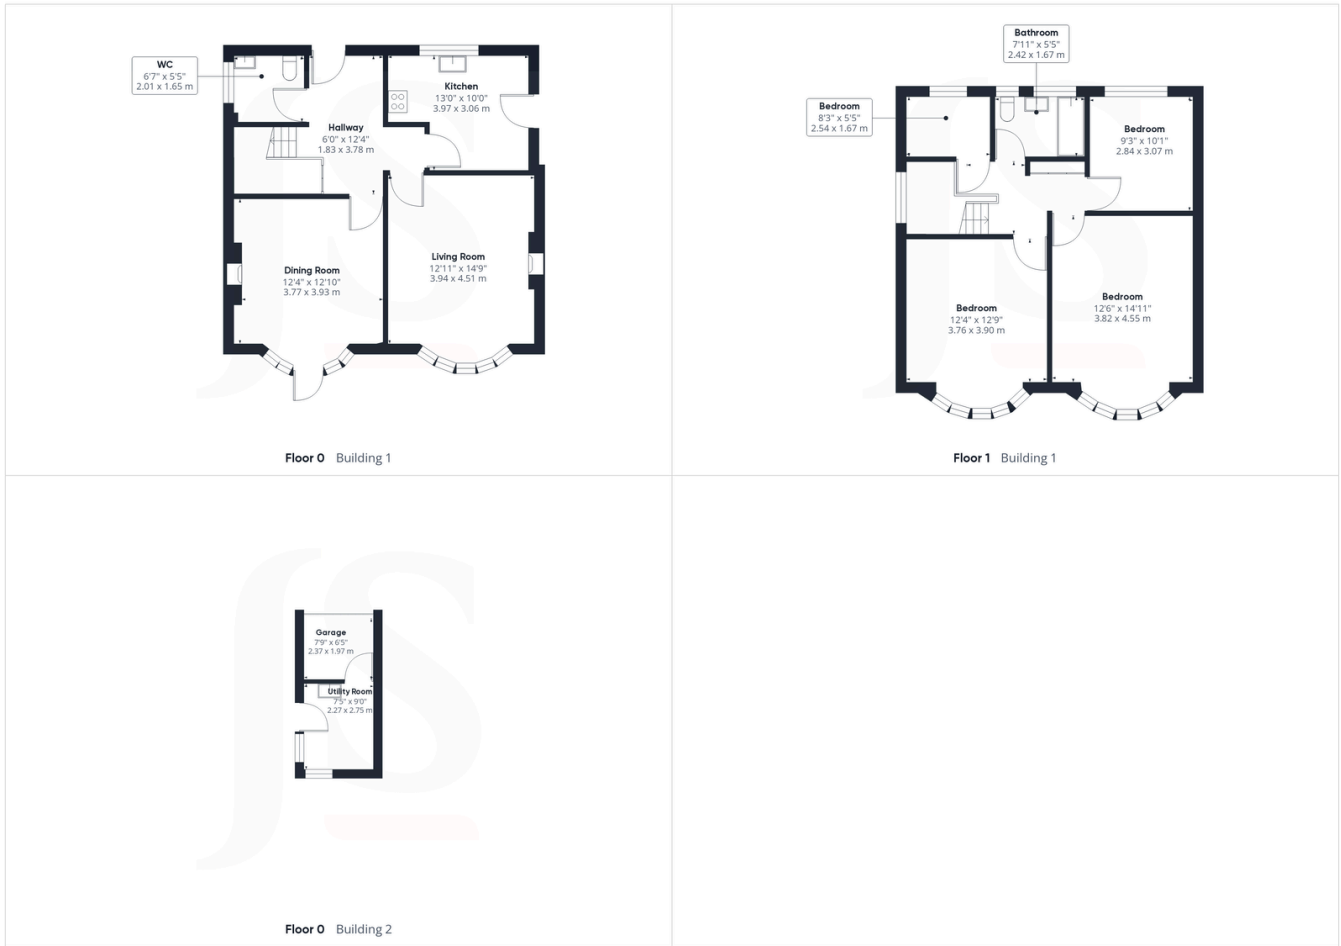 WC
6'7" x 5'5"
2.01 x 1.65 m
Kitchen
13'0" x 10'0"
3.97 x 3.06 m
Hallway
6'0" x 12'4"
1.83 x 3.78 m
Dining Room
12'4" x 12'10"
3.77 x 3.93 m
Living Room
12'11" x 14'9"
3.94 x 4.51 m
Floor 0 Building 1
Bathroom
7'11" x 5'5"
2.42 x 1.67 m
Bedroom
8'3" x 5'5"
2.54 x 1.67 m
Bedroom
9'3" x 10'1"
2.84 x 3.07 m
Bedroom
12'4" x 12'9"
3.76 x 3.90 m
Bedroom
12'6" x 14'11"
3.82 x 4.55 m
Floor 1 Building 1
Garage
7'9" x 6'5"
2.37 x 1.97 m
Utility Room
7'5" x 9'0"
2.27 x 2.75 m
Floor 0 Building 2